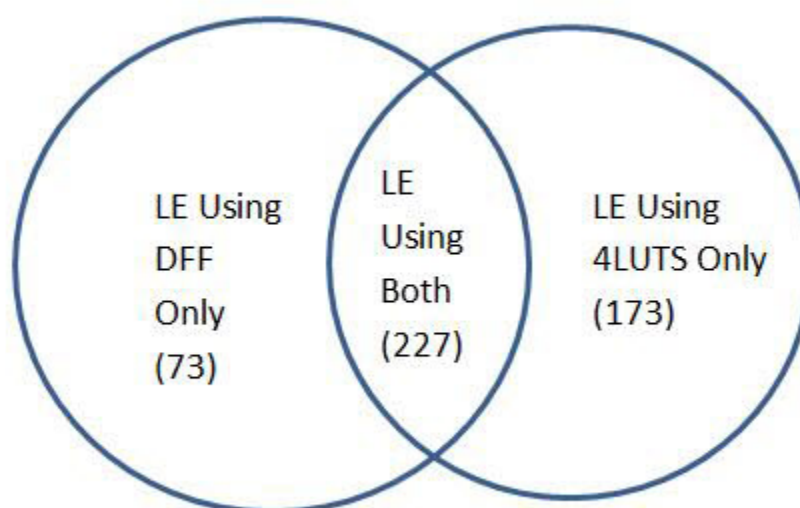 LE Using
DFF
Only
(73)
LE
Using
Both
(227)
LE Using
4LUTS Only
(173)